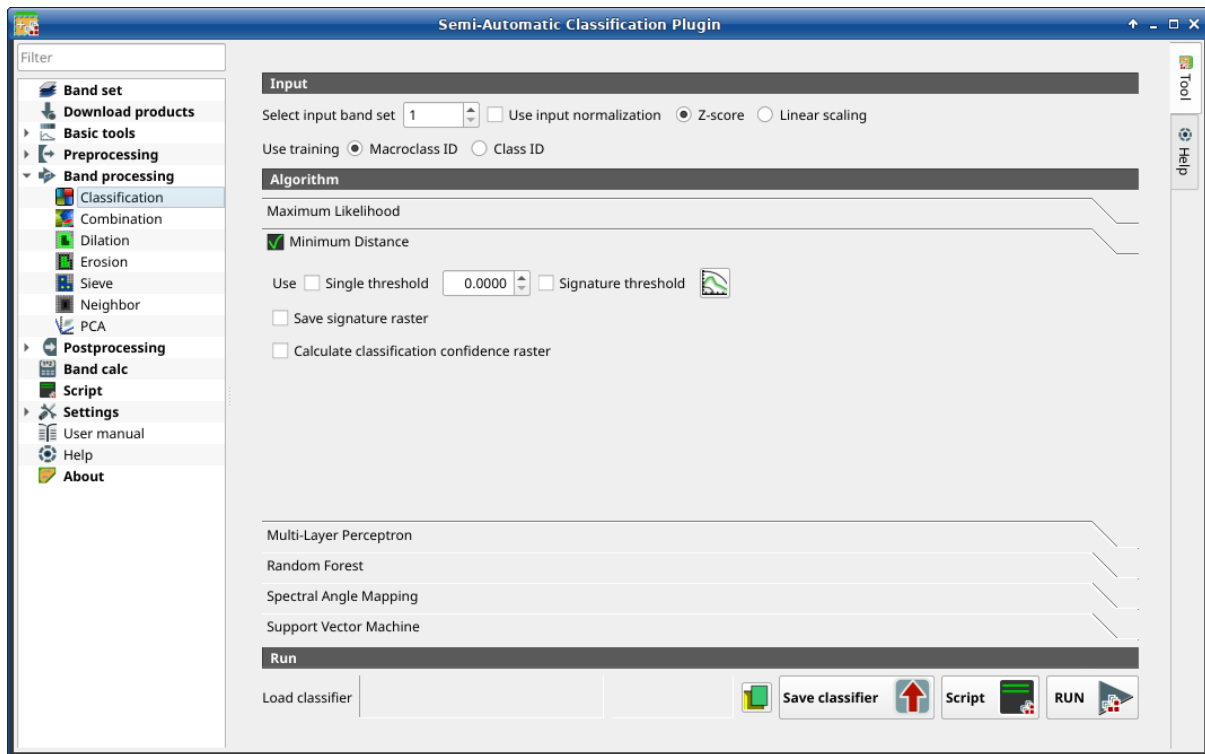 Semi-Automatic Classification Plugin
Filter
Band set
Download products
Basic tools
Preprocessing
Band processing
Classification
Combination
Dilation
Erosion
Sieve
Neighbor
PCA
Postprocessing
Band calc
Script
Settings
User manual
Help
About
Input
Select input band set 1 Use input normalization Z-score Linear scaling
Use training Macroclass ID Class ID
Algorithm
Maximum Likelihood
Minimum Distance
Use Single threshold 0.0000 Signature threshold
Save signature raster
Calculate classification confidence raster
Multi-Layer Perceptron
Random Forest
Spectral Angle Mapping
Support Vector Machine
Run
Load classifier Save classifier Script RUN
Tool
Help